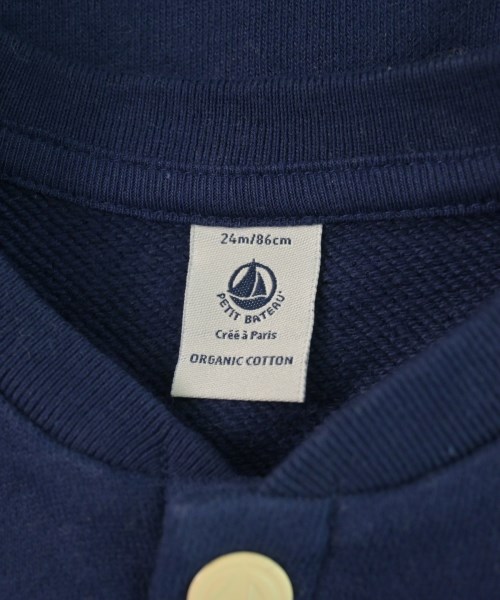 24m/86cm
PETIT BATEAU
Créé à Paris
ORGANIC COTTON